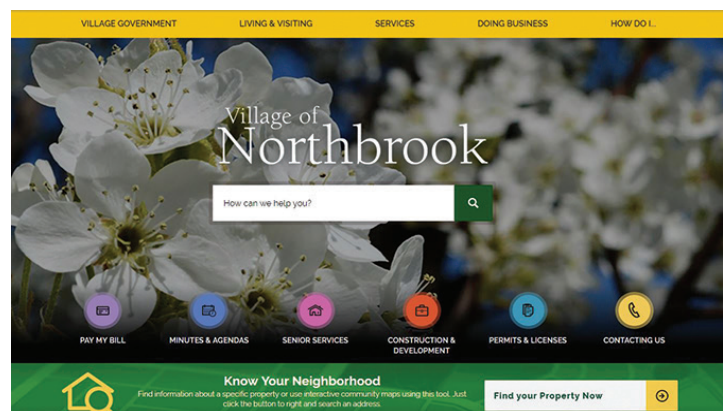 VILLAGE GOVERNMENT
LIVING & VISITING
SERVICES
DOING BUSINESS
HOW DO I...
Village of
Northbrook
How can we help you?
PAY MY BILL
MINUTES & AGENDAS
SENIOR SERVICES
CONSTRUCTION &
DEVELOPMENT
PERMITS & LICENSES
CONTACTING US
Know Your Neighborhood
Find information about a specific property or use interactive community maps using this tool. Just
click the button to right and search an address.
Find your Property Now